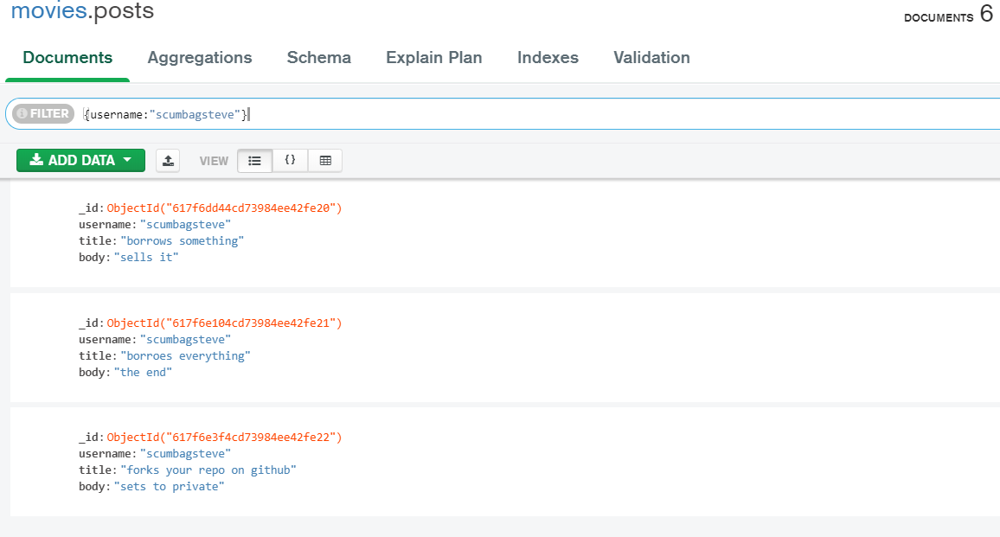 movies.posts
DOCUMENTS 6
Documents Aggregations Schema Explain Plan Indexes Validation
FILTER {username:"scumbagsteve"}
ADD DATA VIEW {}
_id: ObjectId("617f6dd44cd73984ee42fe20")
username: "scumbagsteve"
title: "borrows something"
body: "sells it"
_id: ObjectId("617f6e104cd73984ee42fe21")
username: "scumbagsteve"
title: "borroes everything"
body: "the end"
_id: ObjectId("617f6e3f4cd73984ee42fe22")
username: "scumbagsteve"
title: "forks your repo on github"
body: "sets to private"